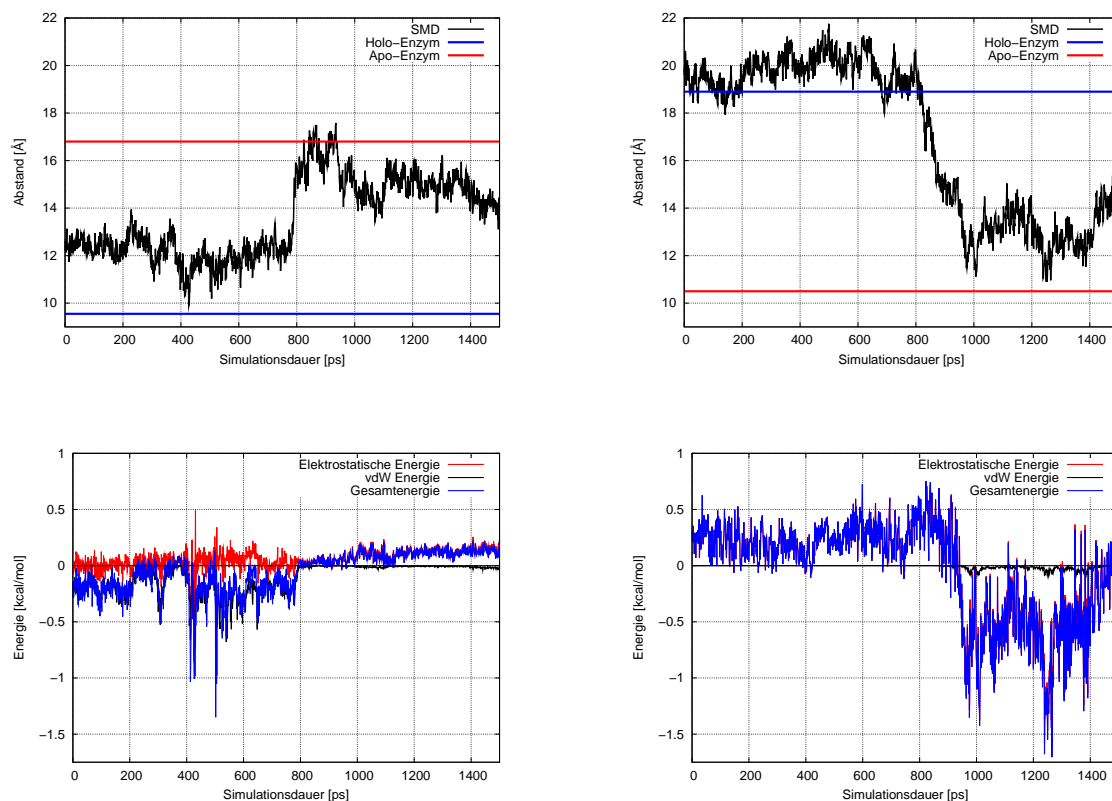 22
20
18
16
14
12
10
Abstand [Å]
SMD
Holo−Enzym
Apo−Enzym
0 200 400 600 800 1000 1200 1400
Simulationsdauer [ps]
22
20
18
16
14
12
10
Abstand [Å]
SMD
Holo−Enzym
Apo−Enzym
0 200 400 600 800 1000 1200 1400
Simulationsdauer [ps]
1
0.5
0
−0.5
−1
−1.5
Energie [kcal/mol]
Elektrostatische Energie
vdW Energie
Gesamtenergie
0 200 400 600 800 1000 1200 1400
Simulationsdauer [ps]
1
0.5
0
−0.5
−1
−1.5
Energie [kcal/mol]
Elektrostatische Energie
vdW Energie
Gesamtenergie
0 200 400 600 800 1000 1200 1400
Simulationsdauer [ps]